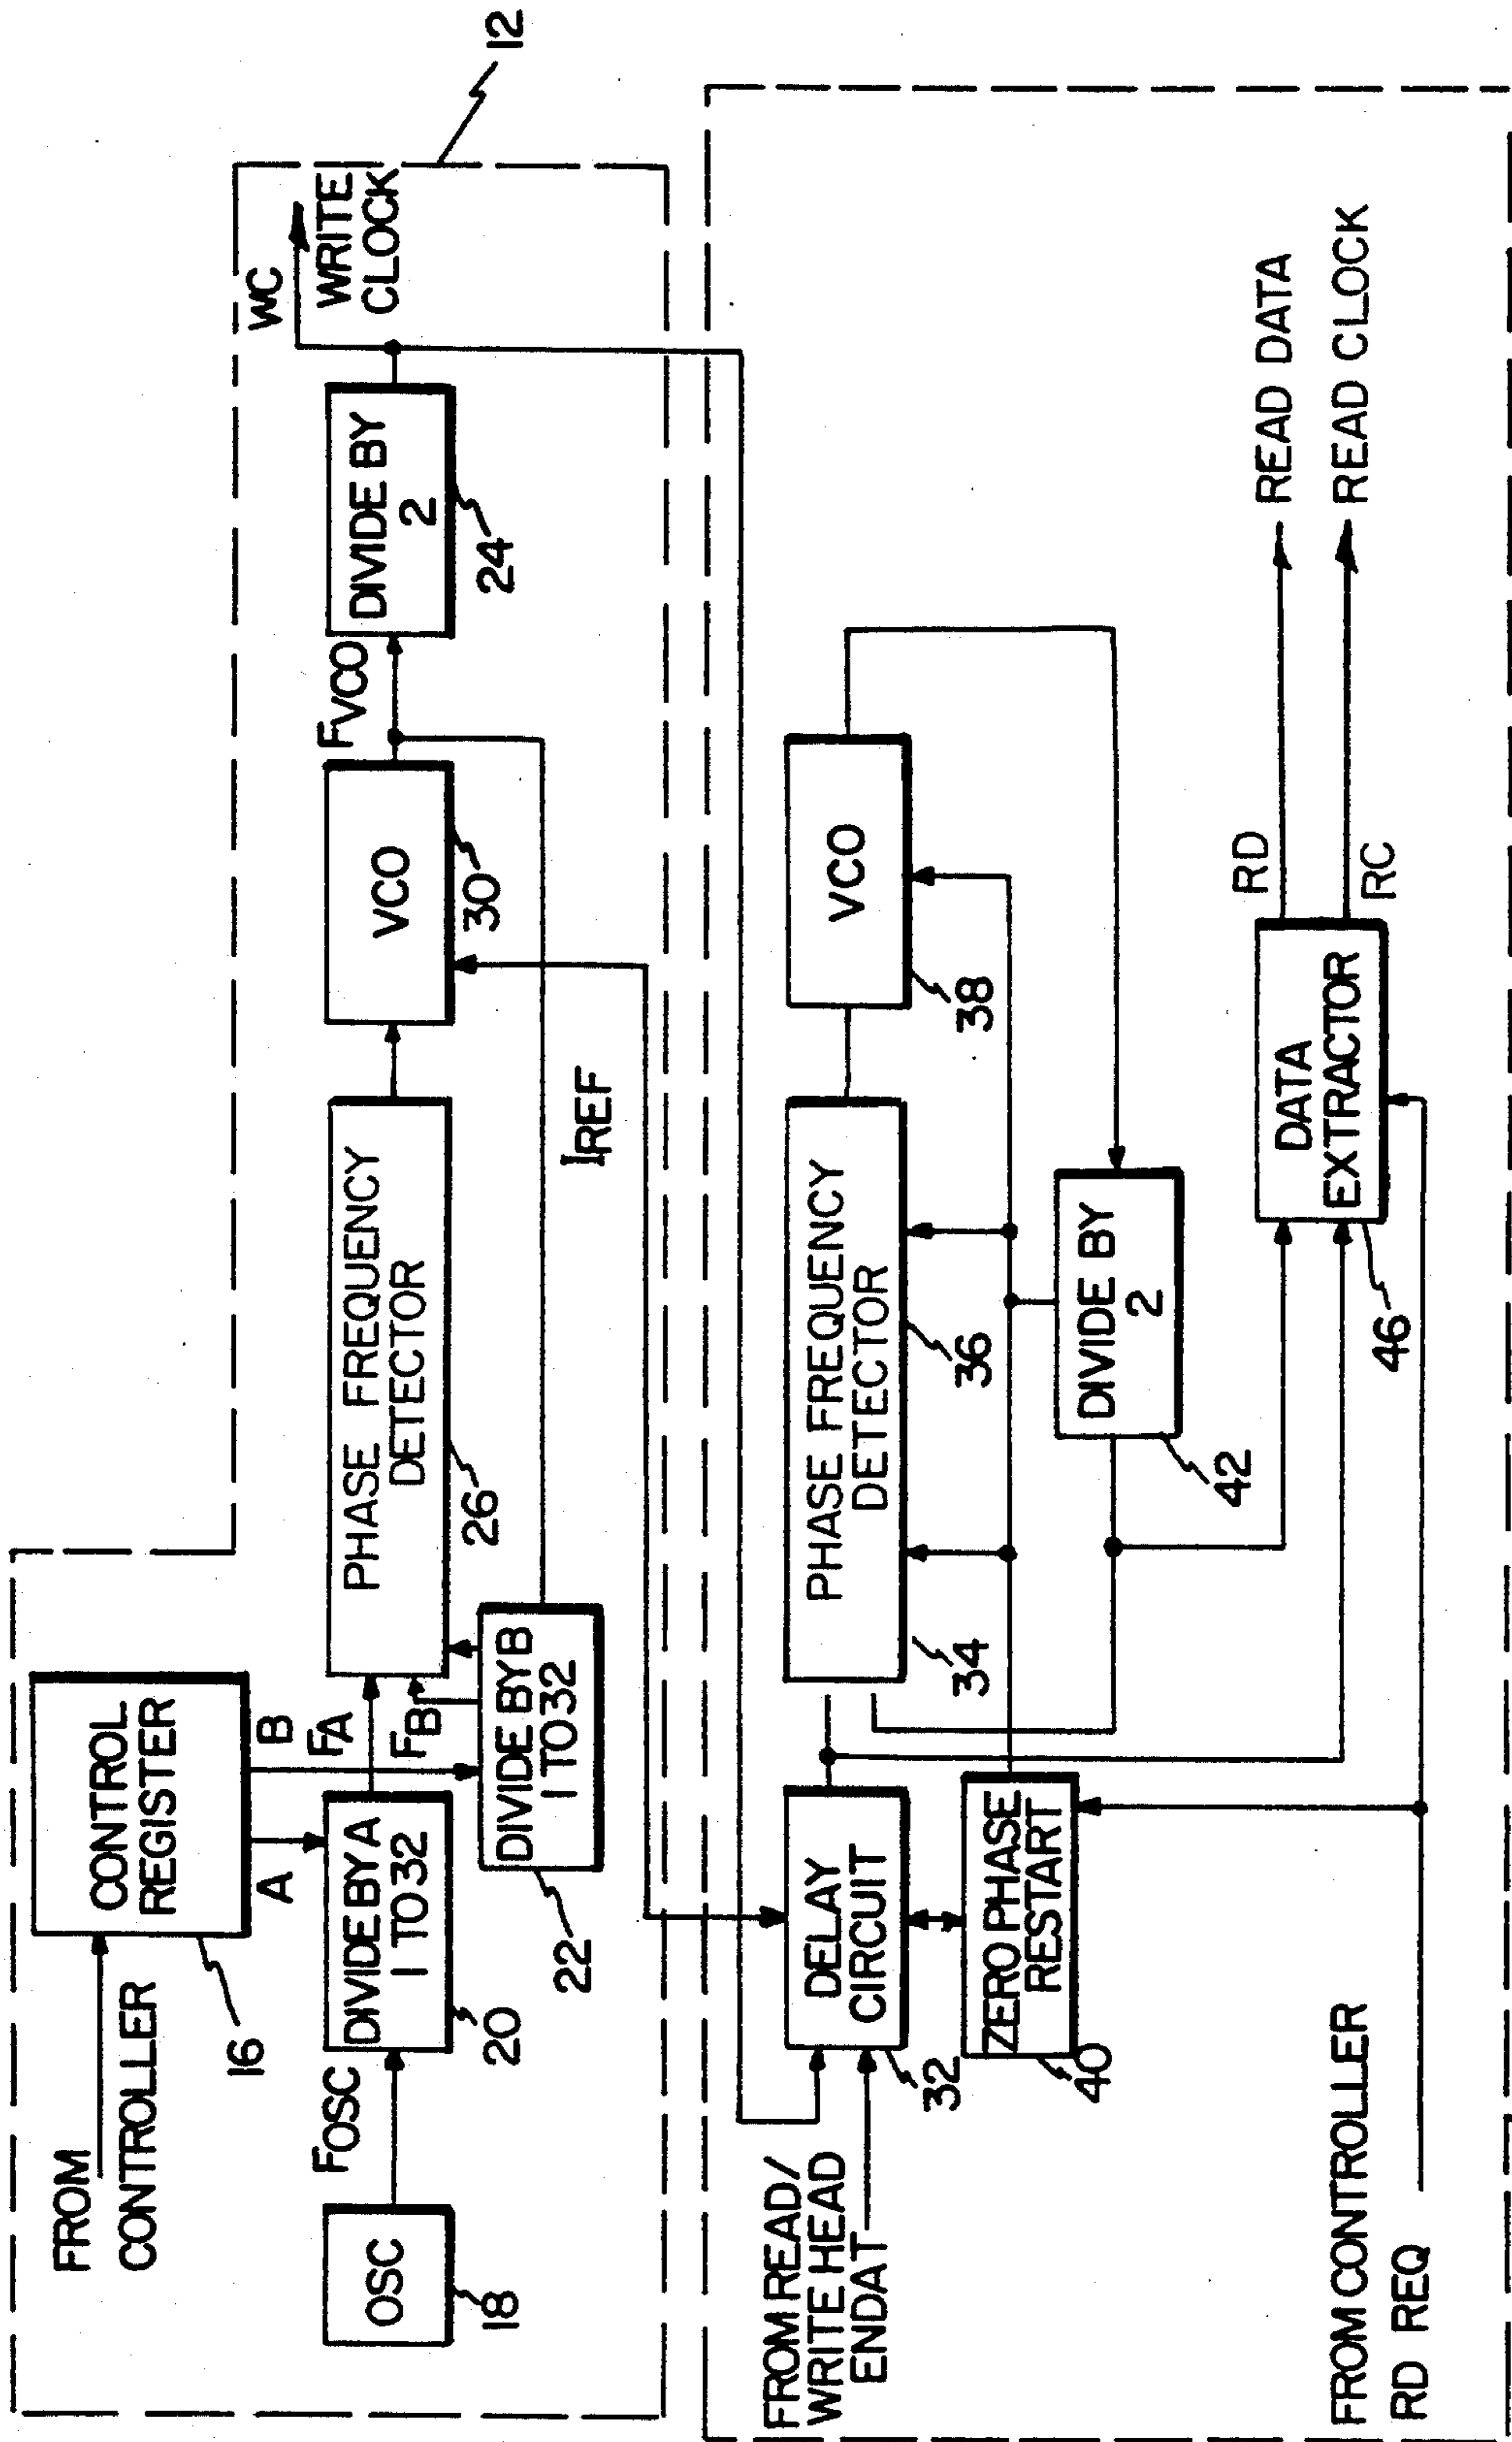 12
FROM
CONTROLLER
CONTROL
REGISTER
16
A
B
OSC
18
FOSC
DIVIDE BY A
1 TO 32
20
FA
FB
DIVIDE BY B
1 TO 32
22
PHASE FREQUENCY
DETECTOR
26
VCO
30
FVCO
DIVIDE BY
2
24
WC
WRITE
CLOCK
IREF
FROM READ/
WRITE HEAD
ENDAT
DELAY
CIRCUIT
32
ZERO PHASE
RESTART
40
PHASE FREQUENCY
DETECTOR
34
36
VCO
38
DIVIDE BY
2
42
DATA
EXTRACTOR
46
RD
READ DATA
RC
READ CLOCK
FROM CONTROLLER
RD REQ